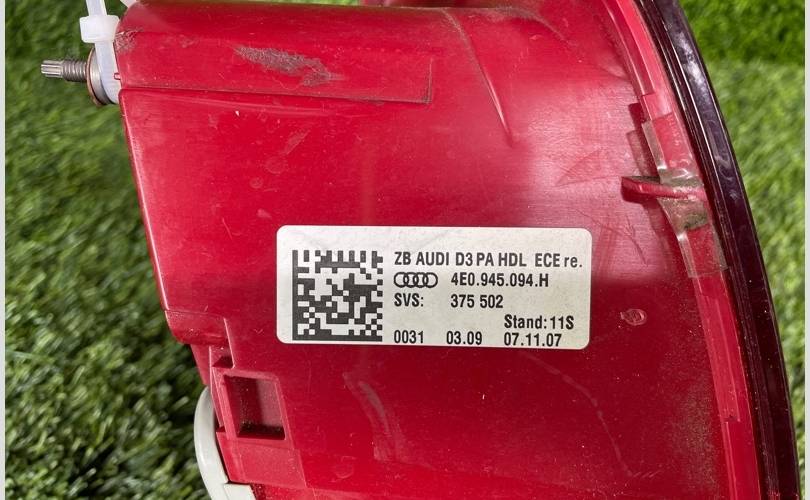 ZB AUDI D3 PA HDL ECE re.
4E0.945.094.H
SVS: 375 502
Stand:11S
0031 03.09 07.11.07